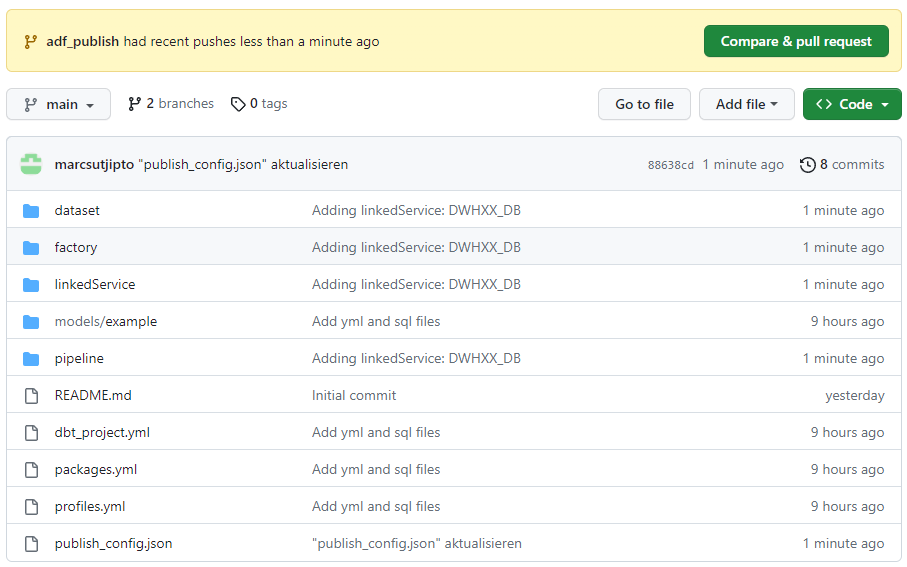 adf_publish had recent pushes less than a minute ago Compare & pull request
main 2 branches 0 tags Go to file Add file Code
marcsutjipto "publish_config.json" aktualisieren 88638cd 1 minute ago 8 commits
dataset Adding linkedService: DWHXX_DB 1 minute ago
factory Adding linkedService: DWHXX_DB 1 minute ago
linkedService Adding linkedService: DWHXX_DB 1 minute ago
models/example Add yml and sql files 9 hours ago
pipeline Adding linkedService: DWHXX_DB 1 minute ago
README.md Initial commit yesterday
dbt_project.yml Add yml and sql files 9 hours ago
packages.yml Add yml and sql files 9 hours ago
profiles.yml Add yml and sql files 9 hours ago
publish_config.json "publish_config.json" aktualisieren 1 minute ago